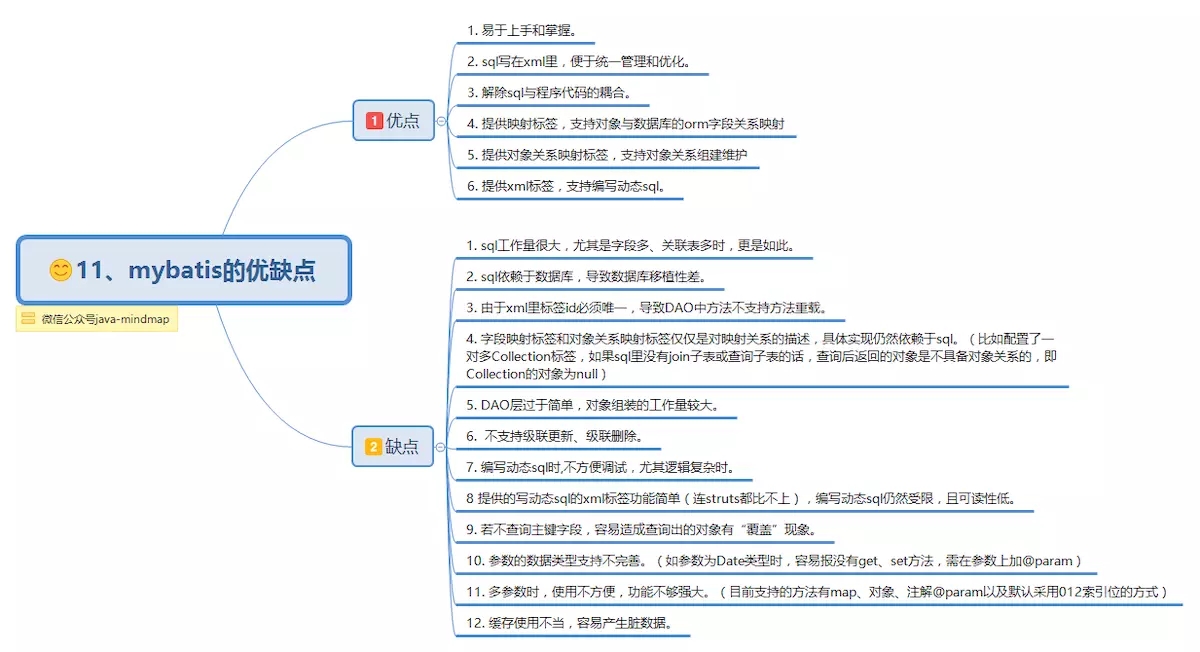 11、mybatis的优缺点
微信公众号java-mindmap
1 优点
1. 易于上手和掌握。
2. sql写在xml里，便于统一管理和优化。
3. 解除sql与程序代码的耦合。
4. 提供映射标签，支持对象与数据库的orm字段关系映射
5. 提供对象关系映射标签，支持对象关系组建维护
6. 提供xml标签，支持编写动态sql。
2 缺点
1. sql工作量很大，尤其是字段多、关联表多时，更是如此。
2. sql依赖于数据库，导致数据库移植性差。
3. 由于xml里标签id必须唯一，导致DAO中方法不支持方法重载。
4. 字段映射标签和对象关系映射标签仅仅是对映射关系的描述，具体实现仍然依赖于sql。（比如配置了一
对多Collection标签，如果sql里没有join子表或查询子表的话，查询后返回的对象是不具备对象关系的，即
Collection的对象为null）
5. DAO层过于简单，对象组装的工作量较大。
6. 不支持级联更新、级联删除。
7. 编写动态sql时,不方便调试，尤其逻辑复杂时。
8 提供的写动态sql的xml标签功能简单（连struts都比不上），编写动态sql仍然受限，且可读性低。
9. 若不查询主键字段，容易造成查询出的对象有“覆盖”现象。
10. 参数的数据类型支持不完善。（如参数为Date类型时，容易报没有get、set方法，需在参数上加@param）
11. 多参数时，使用不方便，功能不够强大。（目前支持的方法有map、对象、注解@param以及默认采用012索引位的方式）
12. 缓存使用不当，容易产生脏数据。